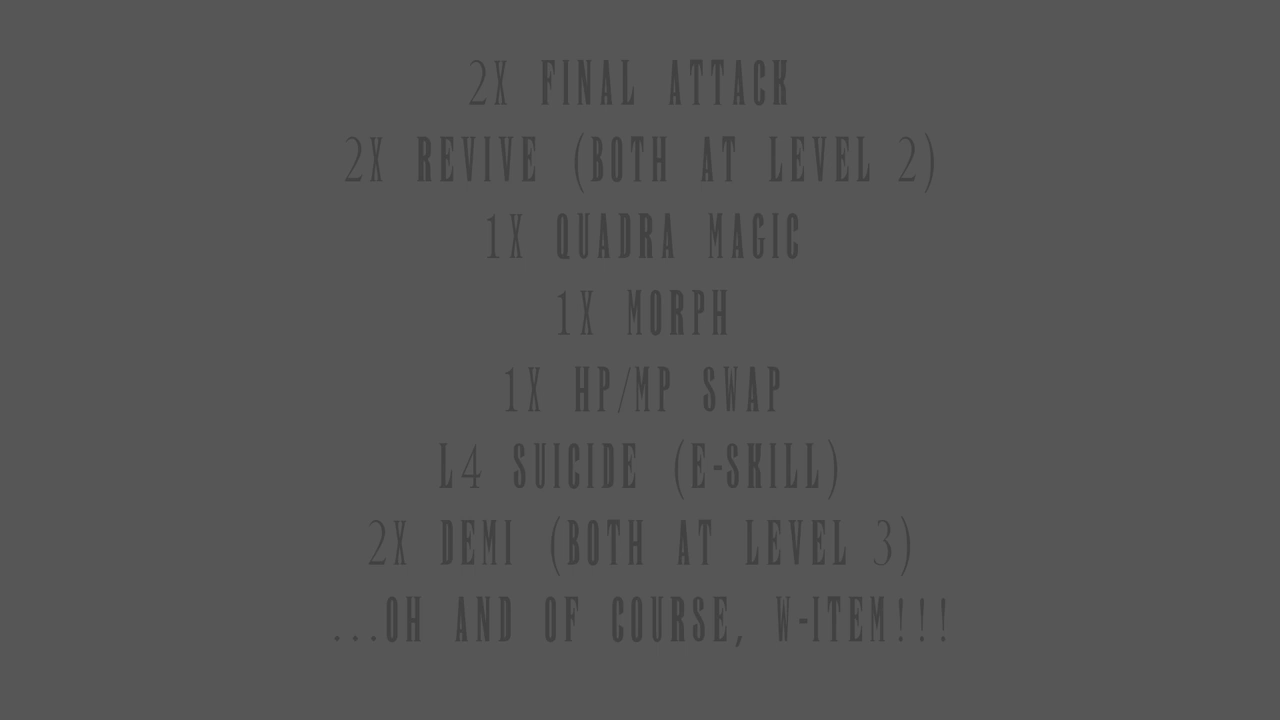 2X FINAL ATTACK
2X REVIVE (BOTH AT LEVEL 2)
1X QUADRA MAGIC
1X MORPH
1X HP/MP SWAP
L4 SUICIDE (E-SKILL)
2X DEMI (BOTH AT LEVEL 3)
...OH AND OF COURSE, W-ITEM!!!